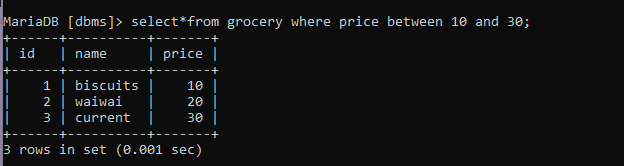 MariaDB [dbms]> select*from grocery where price between 10 and 30;
+------+----------+-------+
| id   | name     | price |
+------+----------+-------+
|    1 | biscuits |    10 |
|    2 | waiwai   |    20 |
|    3 | current  |    30 |
+------+----------+-------+
3 rows in set (0.001 sec)